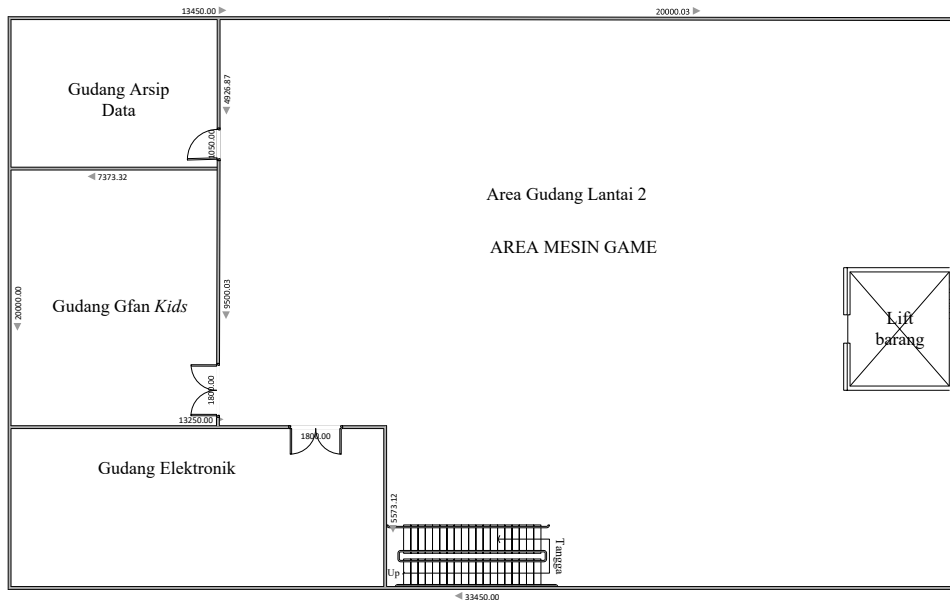 13450.00
20000.03
Gudang Arsip
Data
4926.87
1050.00
7373.32
Area Gudang Lantai 2
AREA MESIN GAME
20000.00
Gudang Gfan Kids
9500.03
Lift
barang
1800.00
13250.00
1800.00
Gudang Elektronik
5573.12
Tangga
Up
33450.00